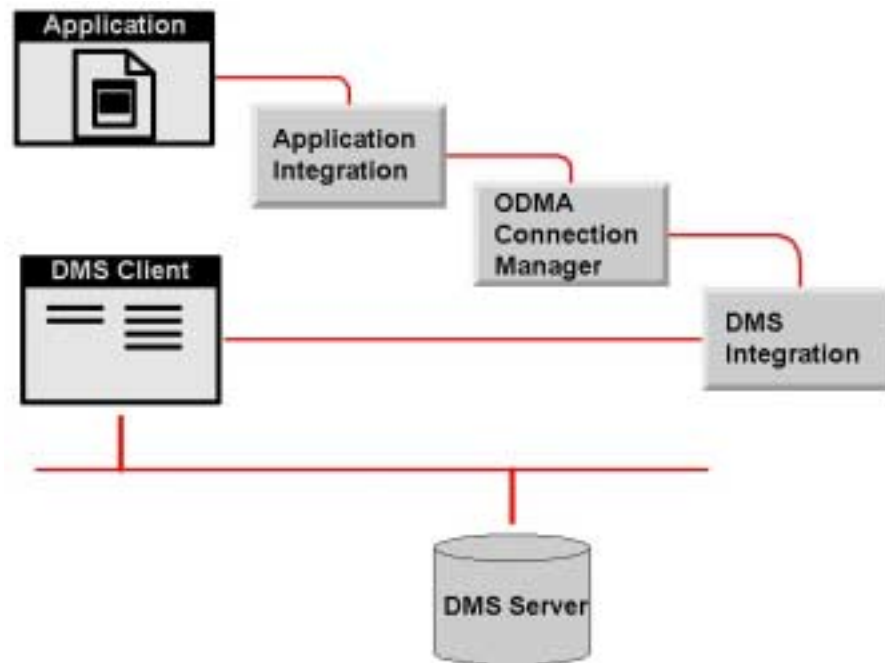 Application
Application
Integration
ODMA
Connection
Manager
DMS Client
DMS
Integration
DMS Server